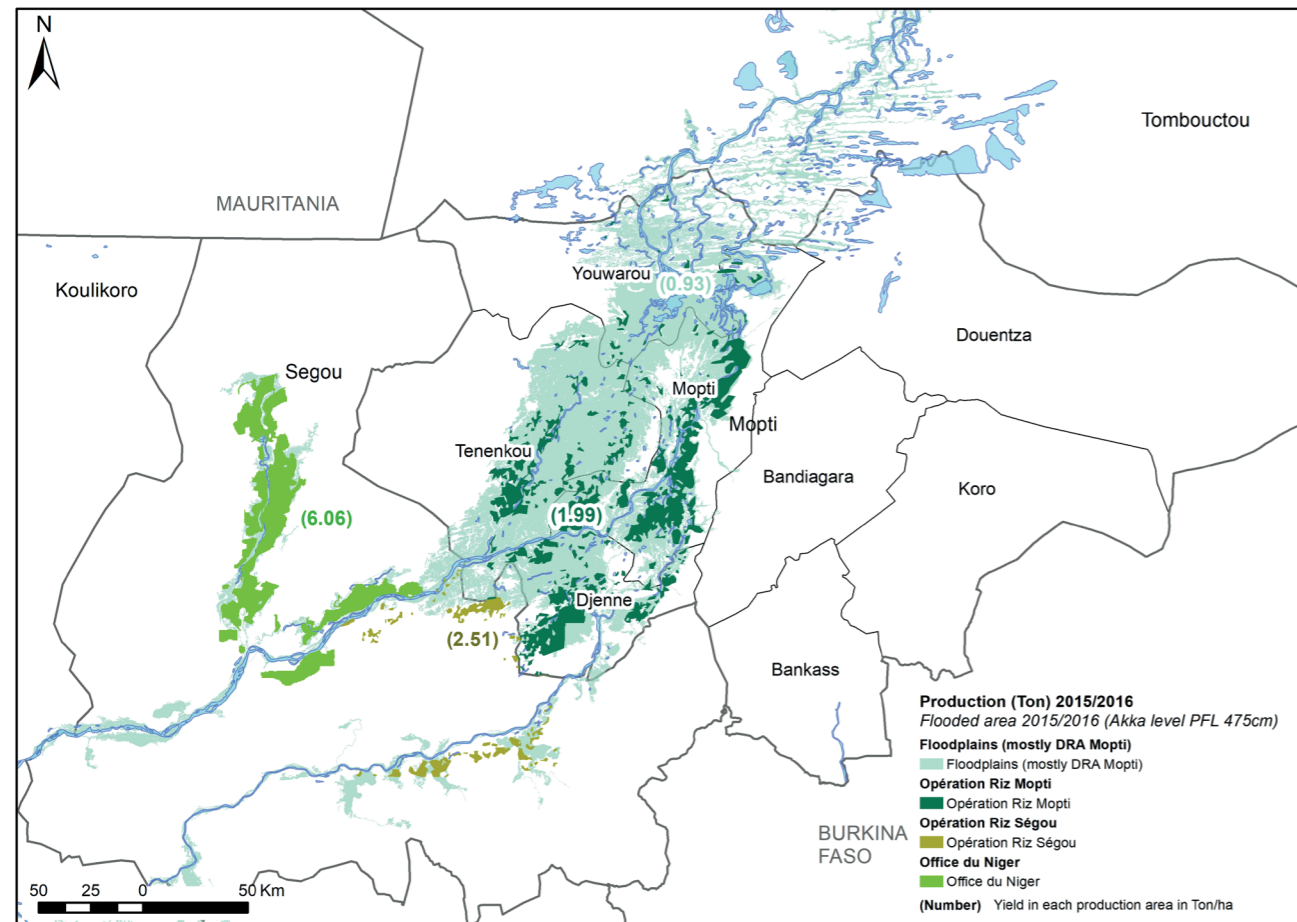 N
Tombouctou
MAURITANIA
Koulikoro
Youwarou
(0.93)
Douentza
Segou
Mopti
Mopti
Tenenkou
Bandiagara
Koro
(6.06)
(1.99)
Djenne
(2.51)
Bankass
BURKINA
FASO
Production (Ton) 2015/2016
Flooded area 2015/2016 (Akka level PFL 475cm)
Floodplains (mostly DRA Mopti)
Floodplains (mostly DRA Mopti)
Opération Riz Mopti
Opération Riz Mopti
Opération Riz Ségou
Opération Riz Ségou
Office du Niger
Office du Niger
(Number) Yield in each production area in Ton/ha
50 25 0 50 Km